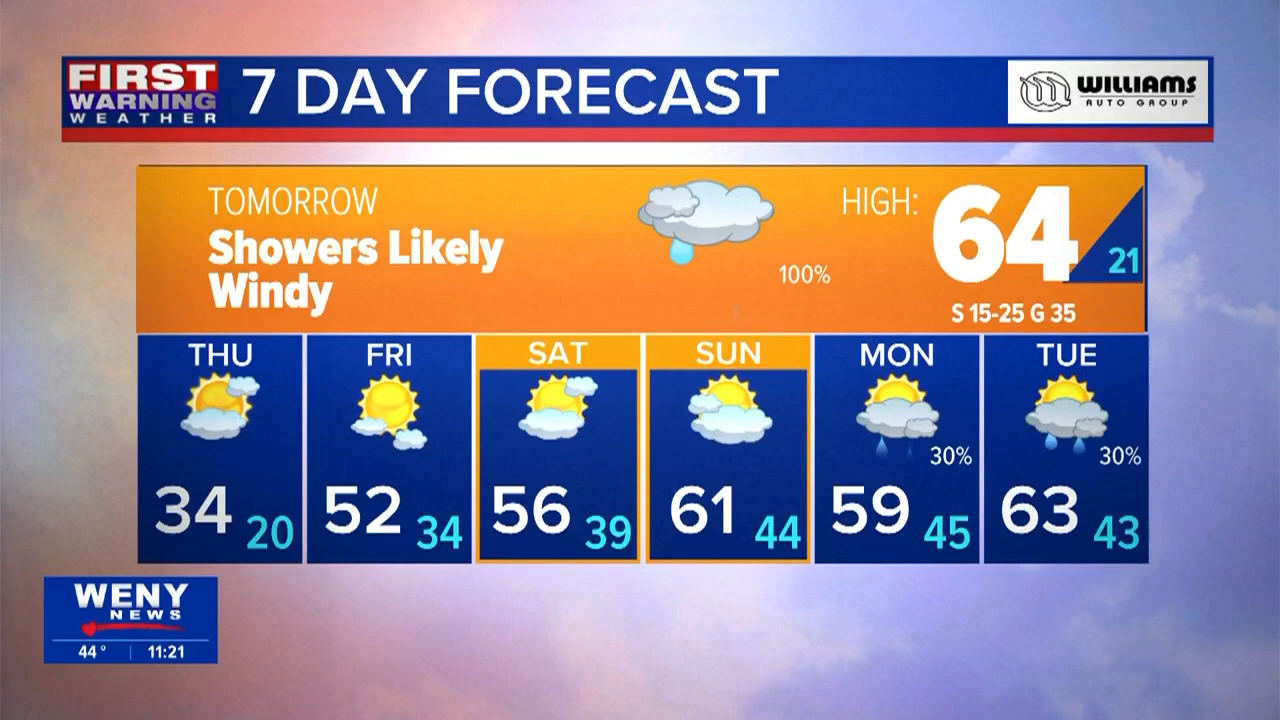 FIRST
WARNING
WEATHER
7 DAY FORECAST
WILLIAMS
AUTO GROUP
TOMORROW
Showers Likely
Windy
100%
HIGH:
64
21
S 15-25 G 35
THU FRI SAT SUN MON TUE
30% 30%
34 20 52 34 56 39 61 44 59 45 63 43
WENY
NEWS
44° 11:21